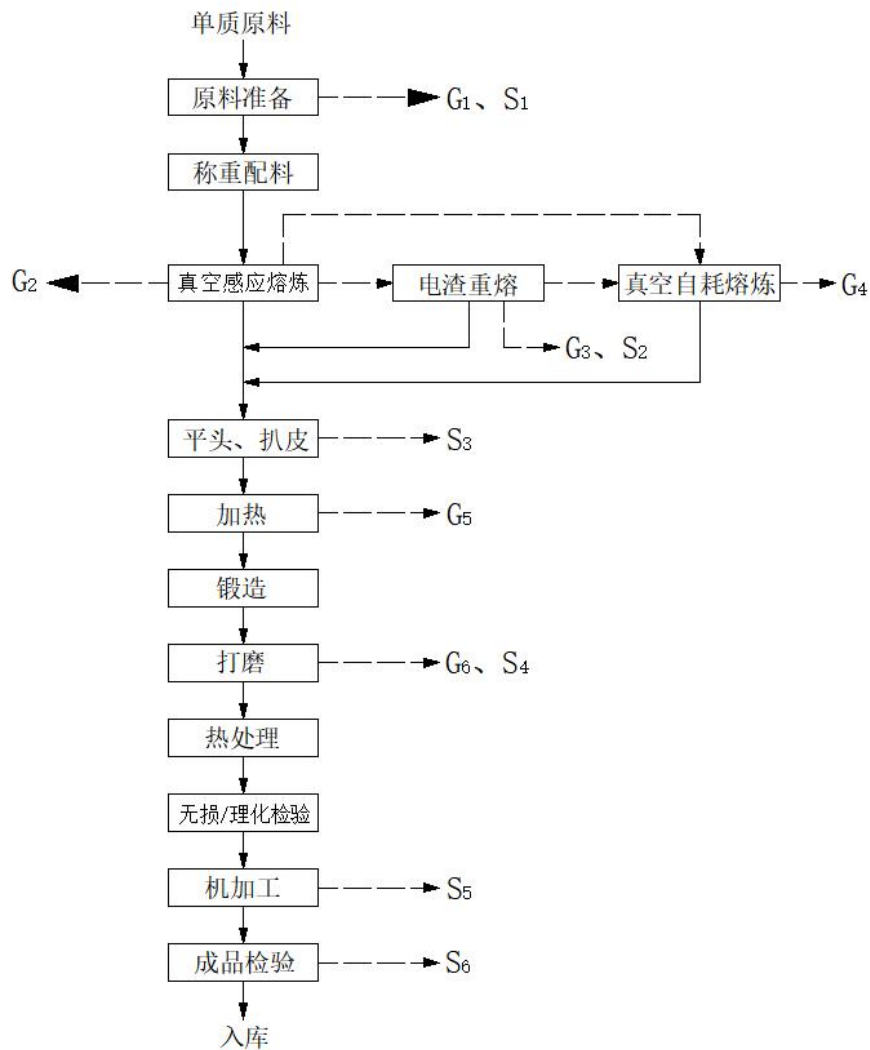 单质原料
原料准备
G1、S1
称重配料
G2
真空感应熔炼
电渣重熔
真空自耗熔炼
G4
G3、S2
平头、扒皮
S3
加热
G5
锻造
打磨
G6、S4
热处理
无损/理化检验
机加工
S5
成品检验
S6
入库